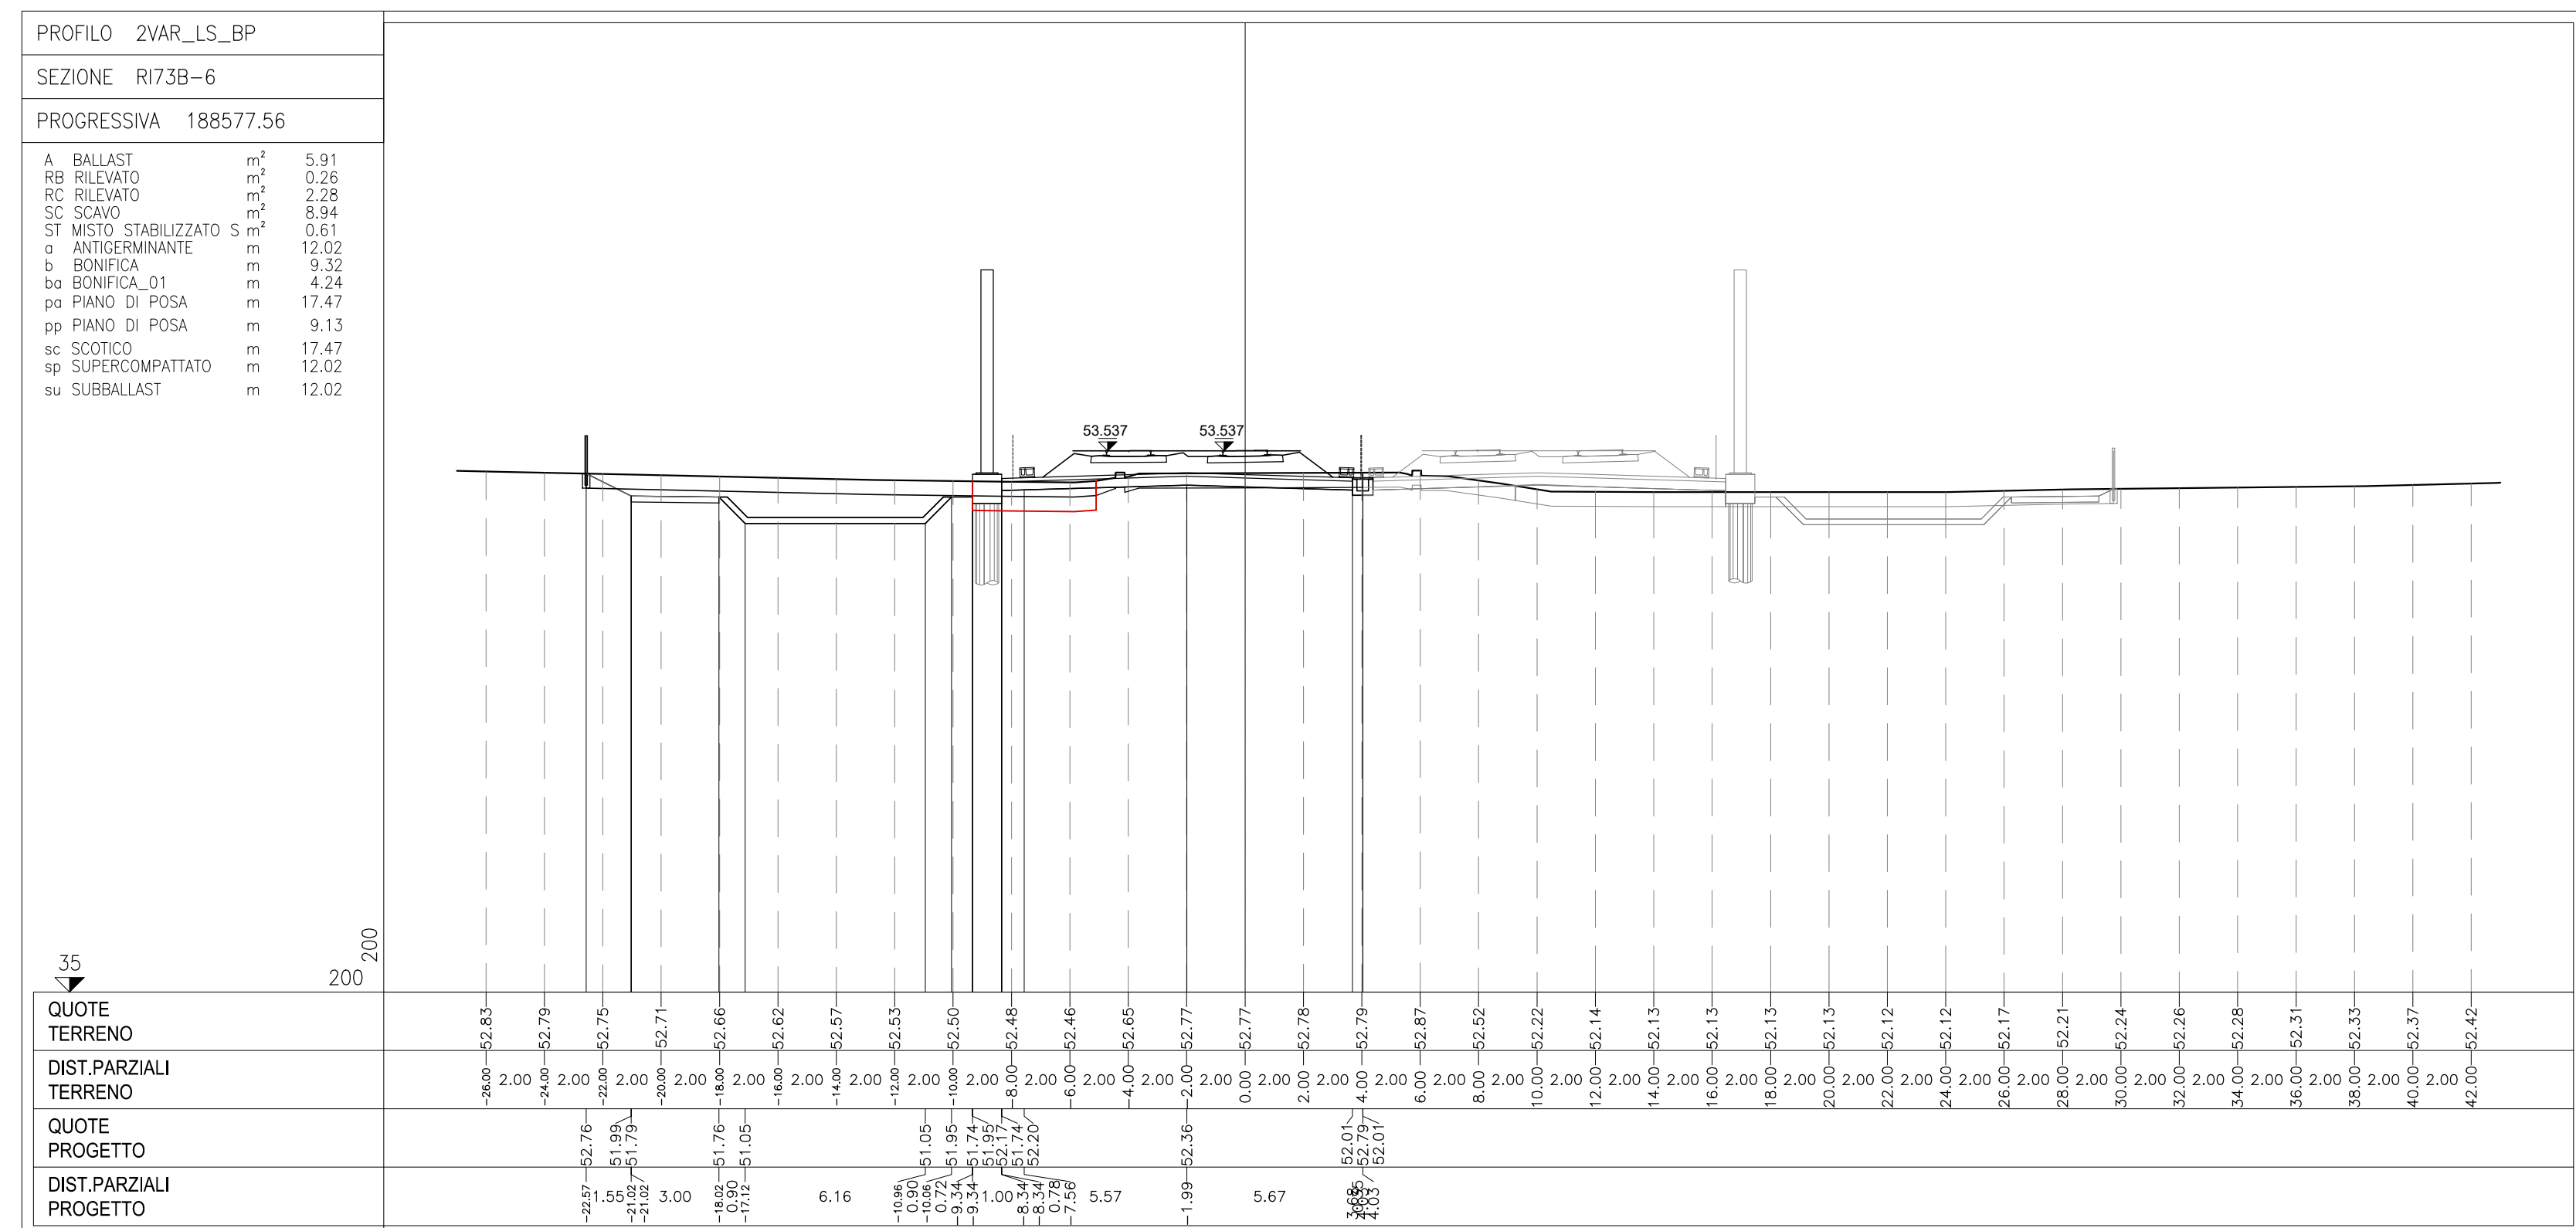 PROFILO 2VAR_LS_BP
SEZIONE RI73B-6
PROGRESSIVA 188577.56
A BALLAST m² 5.91
RB RILEVATO m² 0.26
RC RILEVATO m² 2.28
SC SCAVO m² 8.94
ST MISTO STABILIZZATO S m² 0.61
a ANTIGERMINANTE m 12.02
b BONIFICA m 9.32
ba BONIFICA_01 m 4.24
pa PIANO DI POSA m 17.47
pp PIANO DI POSA m 9.13
sc SCOTICO m 17.47
sp SUPERCOMPATTATO m 12.02
su SUBBALLAST m 12.02
53.537 53.537
35 200 200
QUOTE TERRENO
52.83 52.79 52.75 52.71 52.66 52.62 52.57 52.53 52.50 52.48 52.46 52.65 52.77 52.77 52.78 52.79 52.87 52.52 52.22 52.14 52.13 52.13 52.13 52.13 52.12 52.12 52.17 52.21 52.24 52.26 52.28 52.31 52.33 52.37 52.42
DIST.PARZIALI TERRENO
-26.00 2.00 -24.00 2.00 -22.00 2.00 -20.00 2.00 -18.00 2.00 -16.00 2.00 -14.00 2.00 -12.00 2.00 -10.00 2.00 -8.00 2.00 -6.00 2.00 -4.00 2.00 -2.00 2.00 0.00 2.00 2.00 2.00 4.00 2.00 6.00 2.00 8.00 2.00 10.00 2.00 12.00 2.00 14.00 2.00 16.00 2.00 18.00 2.00 20.00 2.00 22.00 2.00 24.00 2.00 26.00 2.00 28.00 2.00 30.00 2.00 32.00 2.00 34.00 2.00 36.00 2.00 38.00 2.00 40.00 2.00 42.00
QUOTE PROGETTO
52.76 51.99 51.79 51.76 51.05 51.05 51.95 51.74 51.95 52.17 51.74 52.20 52.36 52.01 52.79 52.01
DIST.PARZIALI PROGETTO
-22.57 1.55 -21.02 -21.02 3.00 -18.02 0.90 -17.12 6.16 -10.96 0.90 -10.06 0.72 -9.34 -9.34 1.00 -8.34 -8.34 0.78 -7.56 5.57 -1.99 5.67 4.03